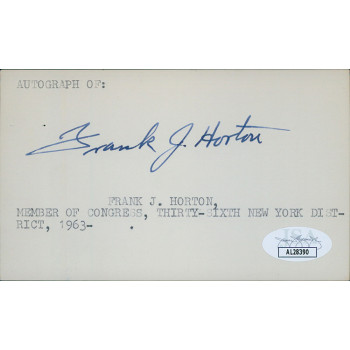 AUTOGRAPH OF:
Frank J. Horton
FRANK J. HORTON,
MEMBER OF CONGRESS, THIRTY-SIXTH NEW YORK DIST-
RICT, 1963- .
JSA
AL28390